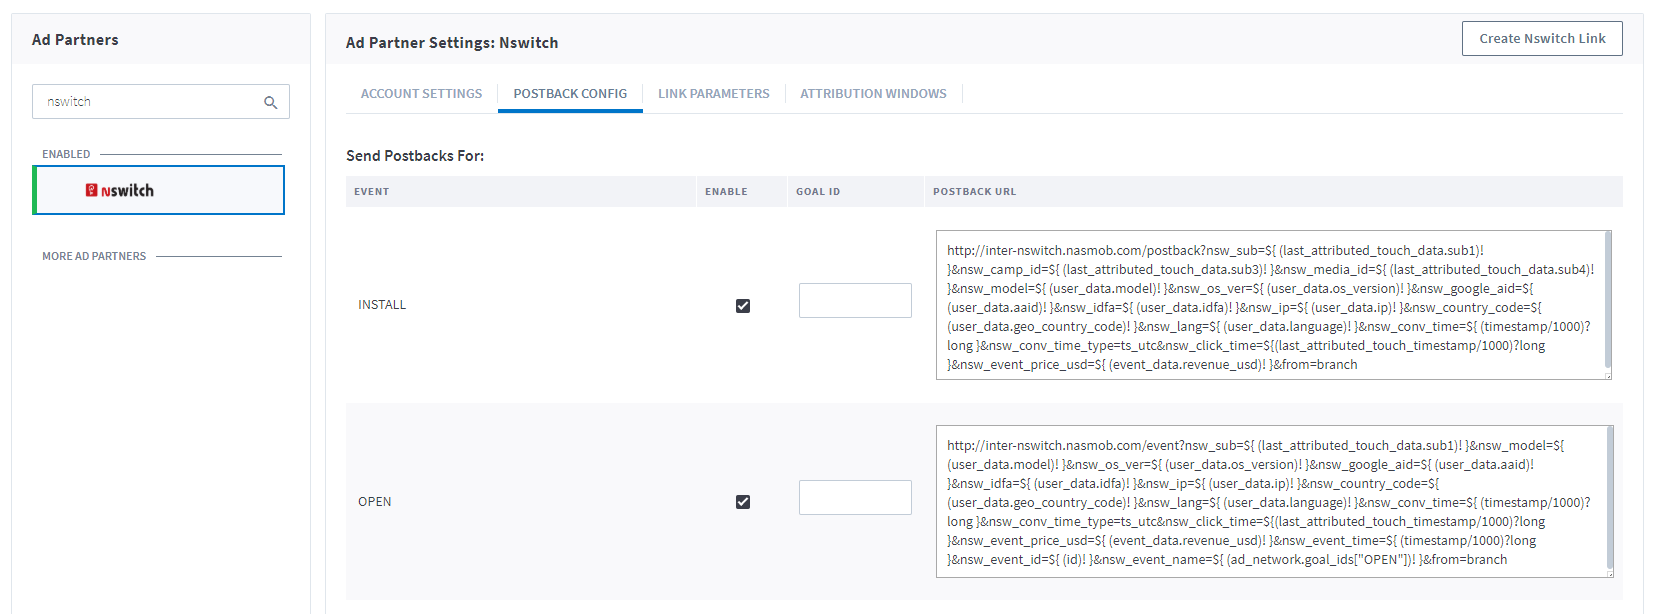 Ad Partners
nswitch
ENABLED
nswitch
MORE AD PARTNERS
Ad Partner Settings: Nswitch
Create Nswitch Link
ACCOUNT SETTINGS
POSTBACK CONFIG
LINK PARAMETERS
ATTRIBUTION WINDOWS
Send Postbacks For:
EVENT
ENABLE
GOAL ID
POSTBACK URL
INSTALL
http://inter-nswitch.nasmob.com/postback?nsw_sub=${ (last_attributed_touch_data.sub1)!
}&nsw_camp_id=${ (last_attributed_touch_data.sub3)! }&nsw_media_id=${ (last_attributed_touch_data.sub4)!
}&nsw_model=${ (user_data.model)! }&nsw_os_ver=${ (user_data.os_version)! }&nsw_google_aid=${
(user_data.aaid)! }&nsw_idfa=${ (user_data.idfa)! }&nsw_ip=${ (user_data.ip)! }&nsw_country_code=${
(user_data.geo_country_code)! }&nsw_lang=${ (user_data.language)! }&nsw_conv_time=${ (timestamp/1000)?
long }&nsw_conv_time_type=ts_utc&nsw_click_time=${(last_attributed_touch_timestamp/1000)?long
}&nsw_event_price_usd=${ (event_data.revenue_usd)! }&from=branch
OPEN
http://inter-nswitch.nasmob.com/event?nsw_sub=${ (last_attributed_touch_data.sub1)! }&nsw_model=${
(user_data.model)! }&nsw_os_ver=${ (user_data.os_version)! }&nsw_google_aid=${ (user_data.aaid)!
}&nsw_idfa=${ (user_data.idfa)! }&nsw_ip=${ (user_data.ip)! }&nsw_country_code=${
(user_data.geo_country_code)! }&nsw_lang=${ (user_data.language)! }&nsw_conv_time=${ (timestamp/1000)?
long }&nsw_conv_time_type=ts_utc&nsw_click_time=${(last_attributed_touch_timestamp/1000)?long
}&nsw_event_price_usd=${ (event_data.revenue_usd)! }&nsw_event_time=${ (timestamp/1000)?long
}&nsw_event_id=${ (id)! }&nsw_event_name=${ (ad_network.goal_ids["OPEN"])! }&from=branch